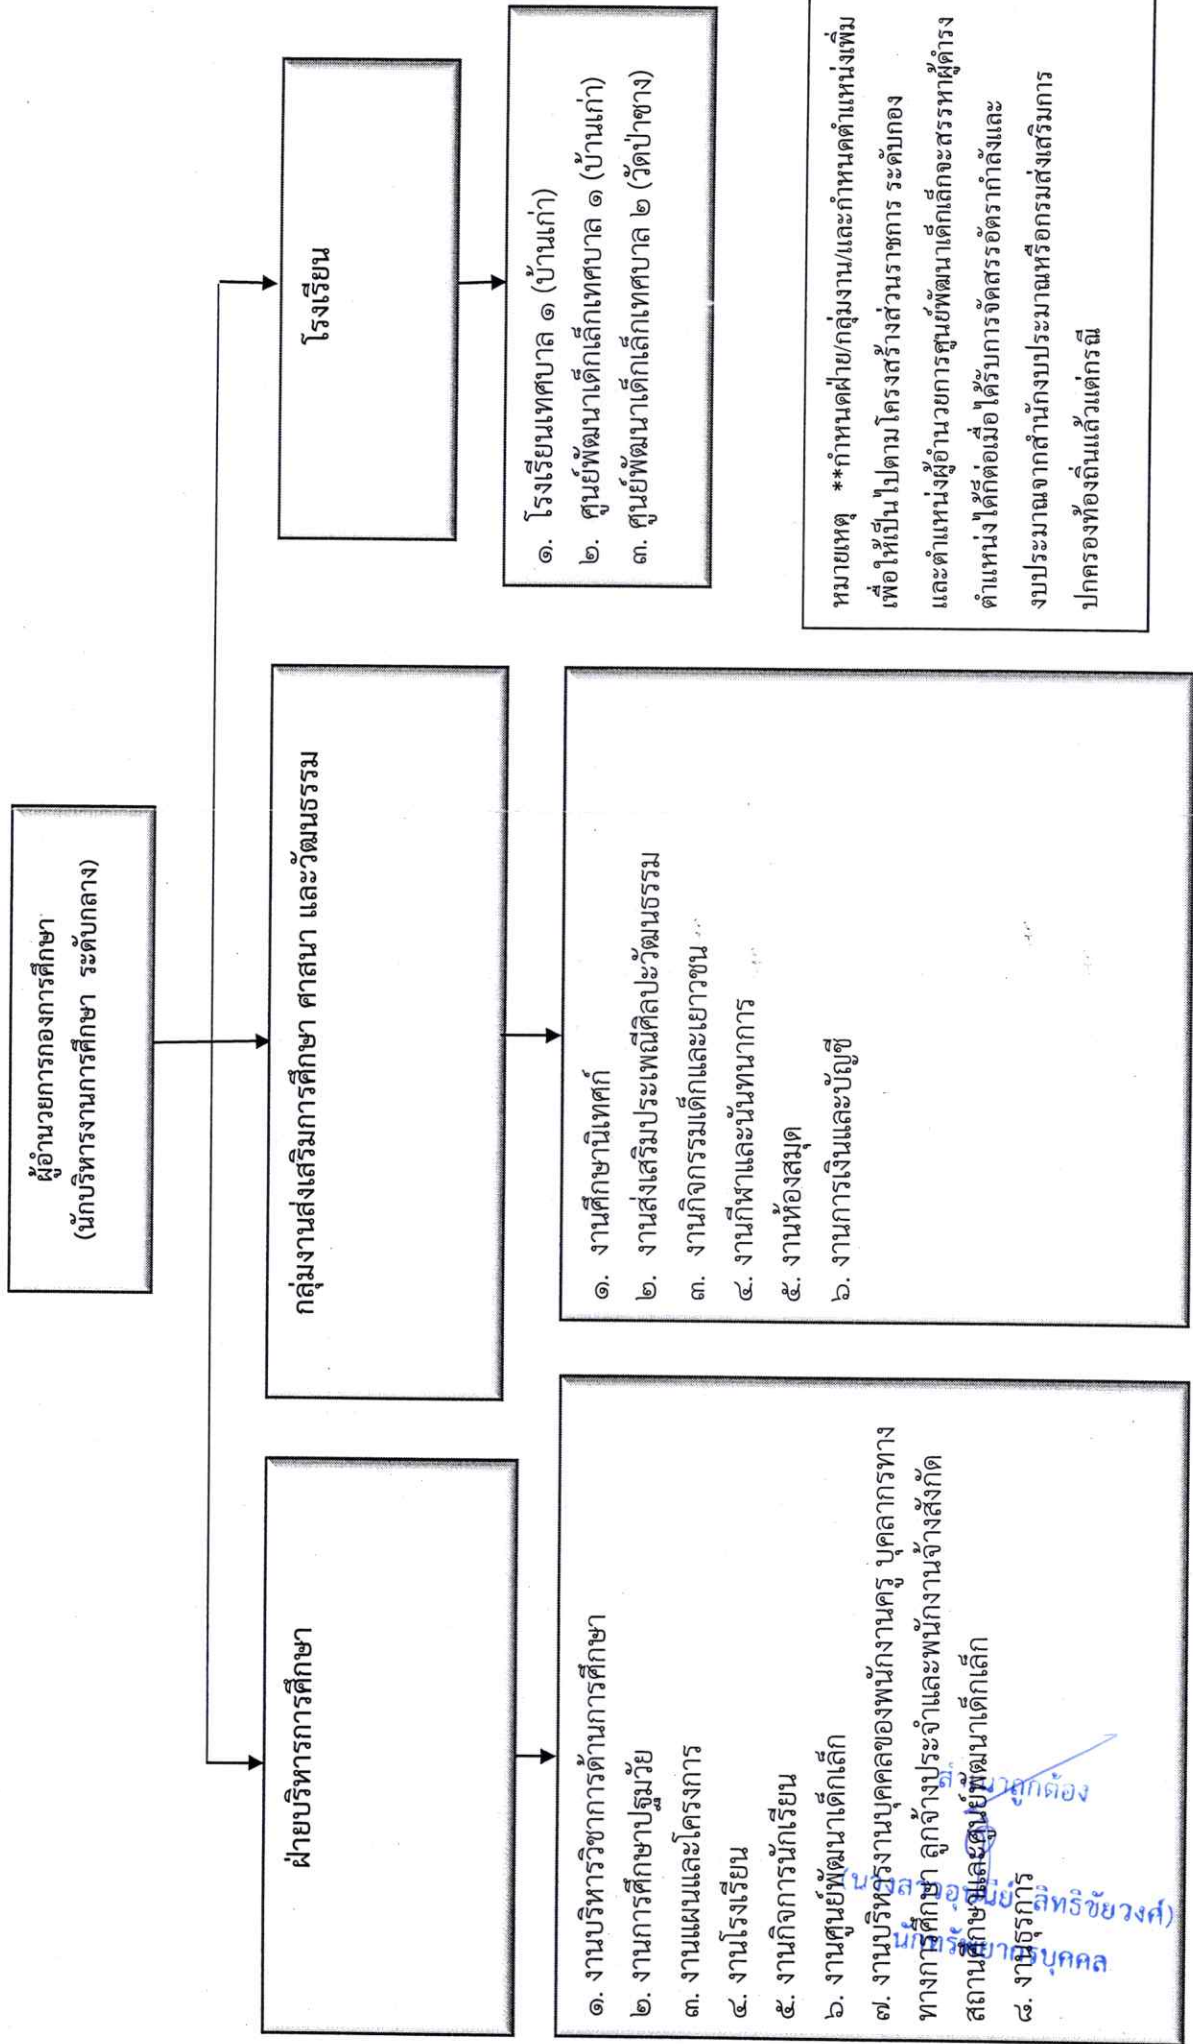 ผู้อำนวยการกองการศึกษา
(นักบริหารงานการศึกษา ระดับกลาง)
ฝ่ายบริหารการศึกษา
๑. งานบริหารวิชาการด้านการศึกษา
๒. งานการศึกษาปฐมวัย
๓. งานแผนและโครงการ
๔. งานโรงเรียน
๕. งานกิจการนักเรียน
๖. งานศูนย์พัฒนาเด็กเล็ก
๗. งานบริหารงานบุคคลของพนักงานครู บุคลากรทาง
ทางการศึกษา ลูกจ้างประจำและพนักงานจ้างสังกัด
สถานศึกษาและศูนย์พัฒนาเด็กเล็ก
๘. งานธุรการ
กลุ่มงานส่งเสริมการศึกษา ศาสนา และวัฒนธรรม
๑. งานศึกษานิเทศก์
๒. งานส่งเสริมประเพณีศิลปะวัฒนธรรม
๓. งานกิจกรรมเด็กและเยาวชน
๔. งานกีฬาและนันทนาการ
๕. งานห้องสมุด
๖. งานการเงินและบัญชี
โรงเรียน
๑. โรงเรียนเทศบาล ๑ (บ้านเก่า)
๒. ศูนย์พัฒนาเด็กเล็กเทศบาล ๑ (บ้านเก่า)
๓. ศูนย์พัฒนาเด็กเล็กเทศบาล ๒ (วัดป่าซาง)
หมายเหตุ **กำหนดฝ่าย/กลุ่มงาน/และกำหนดตำแหน่งเพิ่ม
เพื่อให้เป็นไปตามโครงสร้างส่วนราชการ ระดับกอง
และตำแหน่งผู้อำนวยการศูนย์พัฒนาเด็กเล็กจะสรรหาผู้ดำรง
ตำแหน่งได้ก็ต่อเมื่อได้รับการจัดสรรอัตรากำลังและ
งบประมาณจากสำนักงบประมาณหรือกรมส่งเสริมการ
ปกครองท้องถิ่นแล้วแต่กรณี
สำเนาถูกต้อง
สิทธิชัยวงศ์)
นักทรัพยากรบุคคล